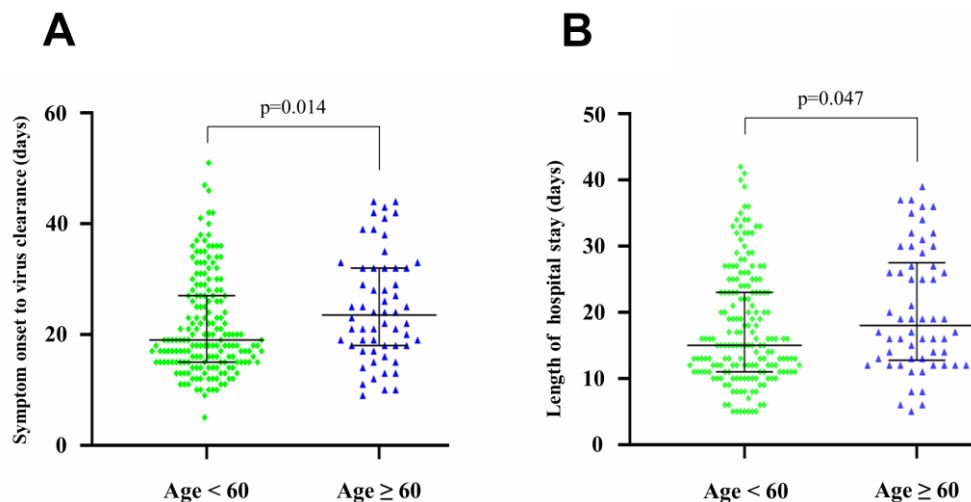 A
Symptom onset to virus clearance (days)
60
40
20
0
p=0.014
Age < 60
Age ≥ 60
B
Length of hospital stay (days)
50
40
30
20
10
0
p=0.047
Age < 60
Age ≥ 60